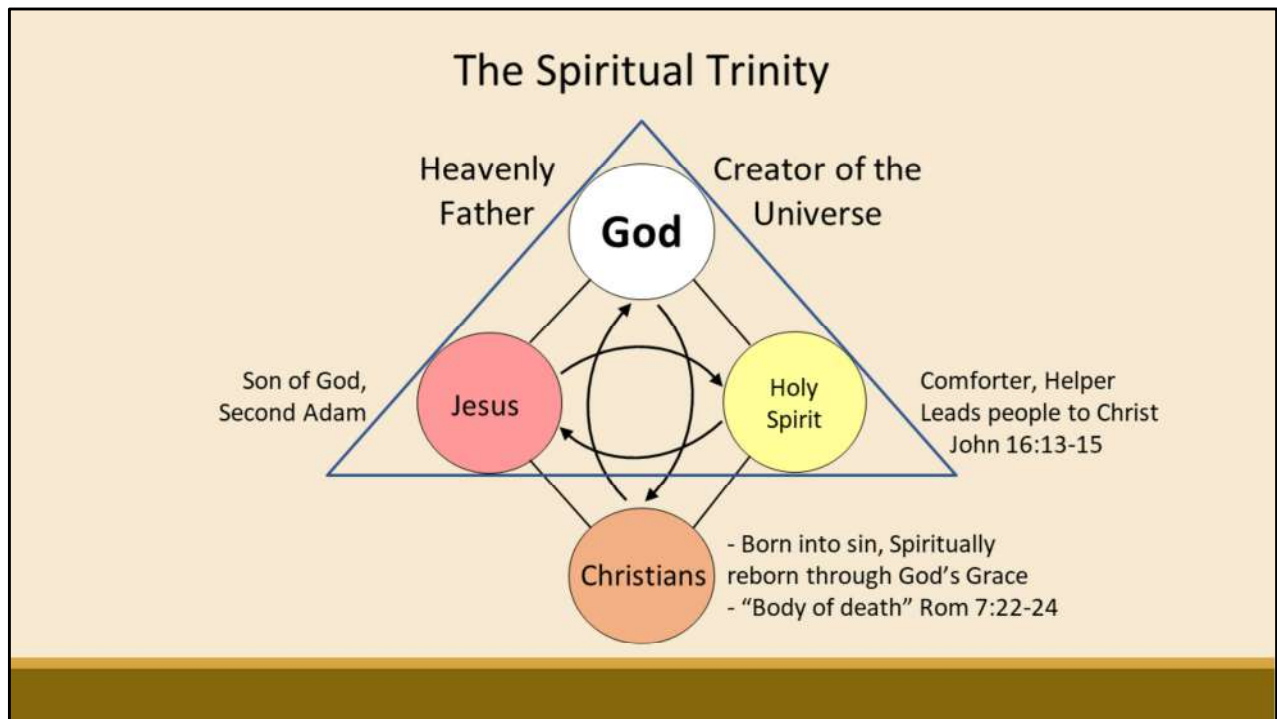 The Spiritual Trinity
Heavenly
Father
Creator of the
Universe
God
Son of God,
Second Adam
Jesus
Holy
Spirit
Comforter, Helper
Leads people to Christ
John 16:13-15
Christians
- Born into sin, Spiritually
reborn through God’s Grace
- “Body of death” Rom 7:22-24